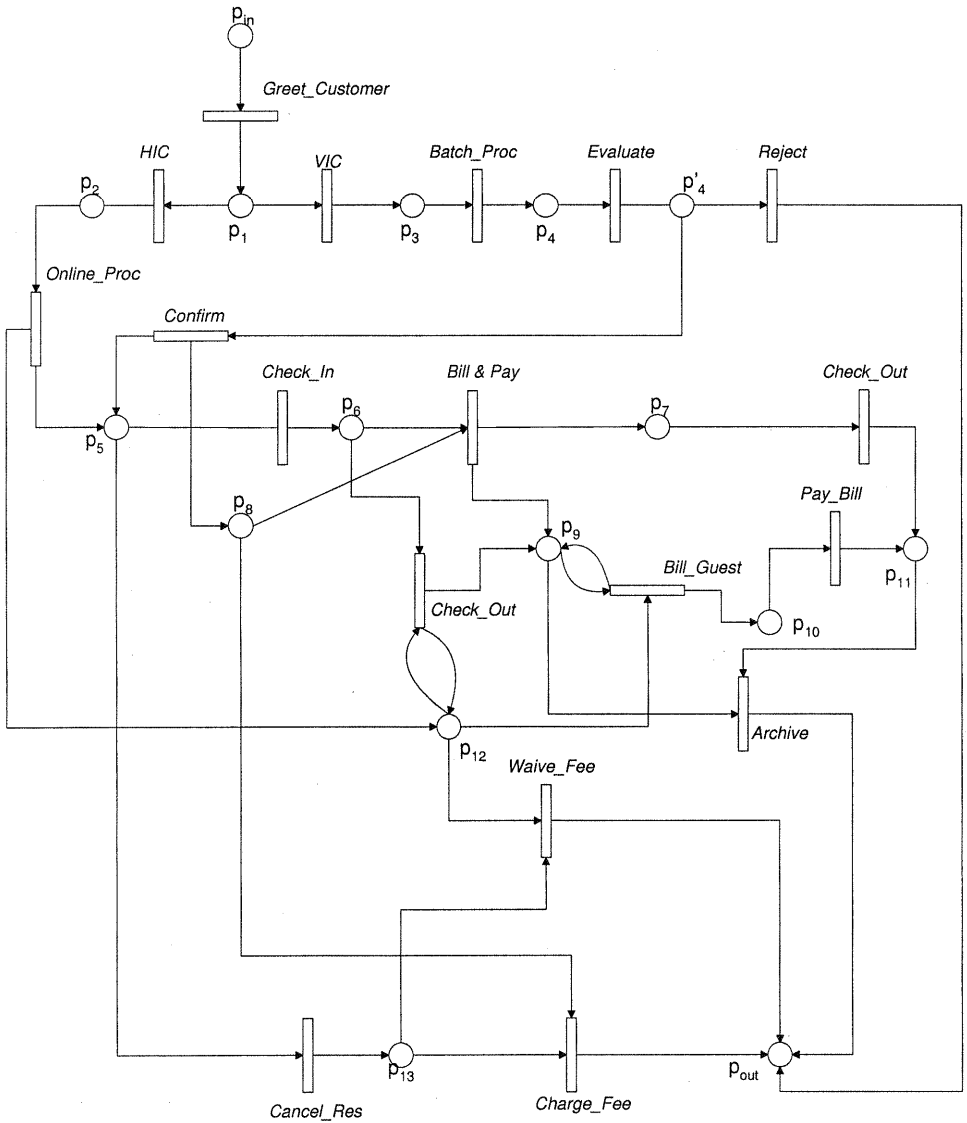 p_in
Greet_Customer
HIC
VIC
Batch_Proc
Evaluate
Reject
p_2
p_1
p_3
p_4
p'_4
Online_Proc
Confirm
Check_In
Bill & Pay
Check_Out
p_5
p_6
p_7
p_8
Pay_Bill
p_9
Bill_Guest
p_11
Check_Out
p_10
p_12
Archive
Waive_Fee
p_13
p_out
Cancel_Res
Charge_Fee